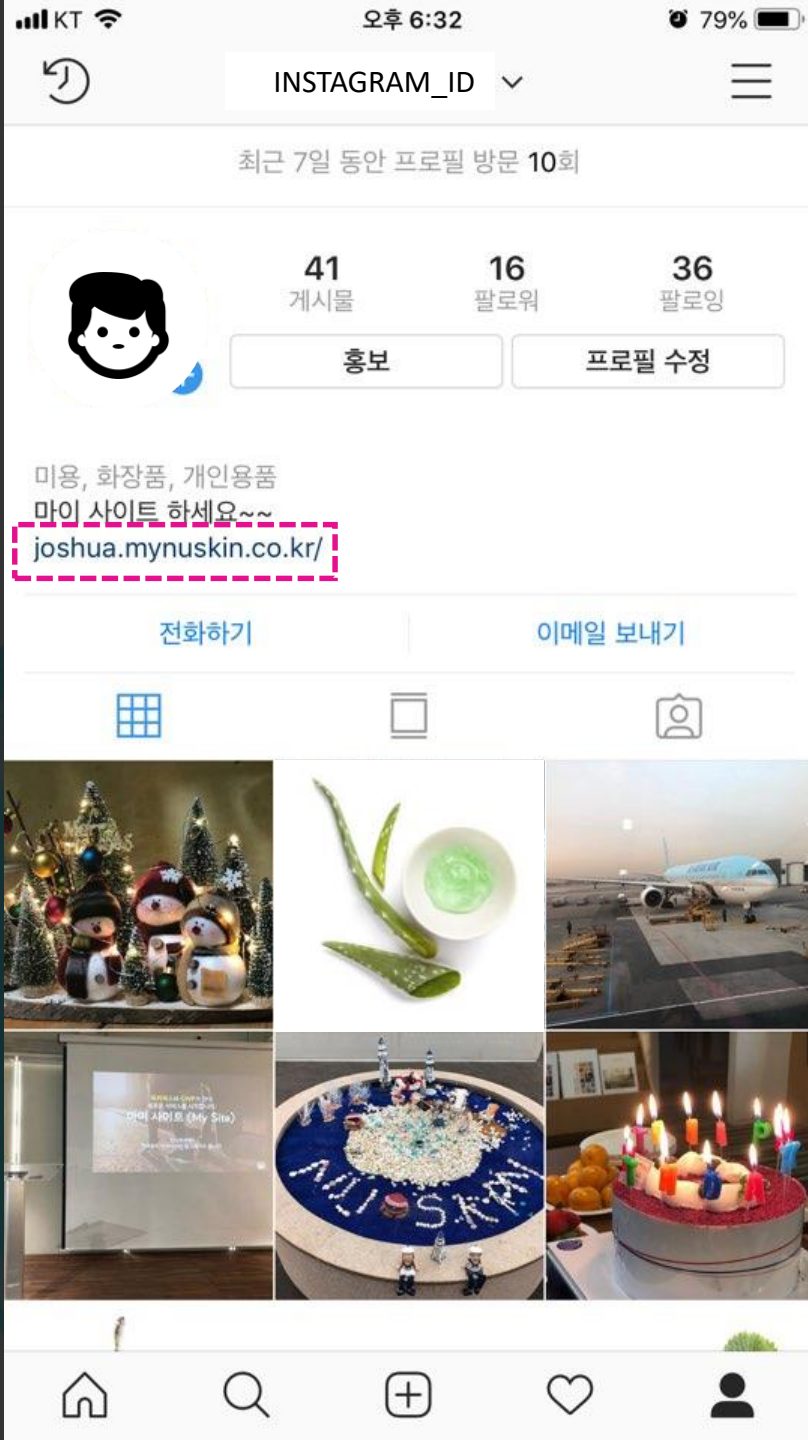 KT 오후 6:32 79%
INSTAGRAM_ID
최근 7일 동안 프로필 방문 10회
41 16 36
게시물 팔로워 팔로잉
홍보 프로필 수정
미용, 화장품, 개인용품
마이 사이트 하세요~~
joshua.mynuskin.co.kr/
전화하기 이메일 보내기
마이 사이트 (My Site)
NU SKIN